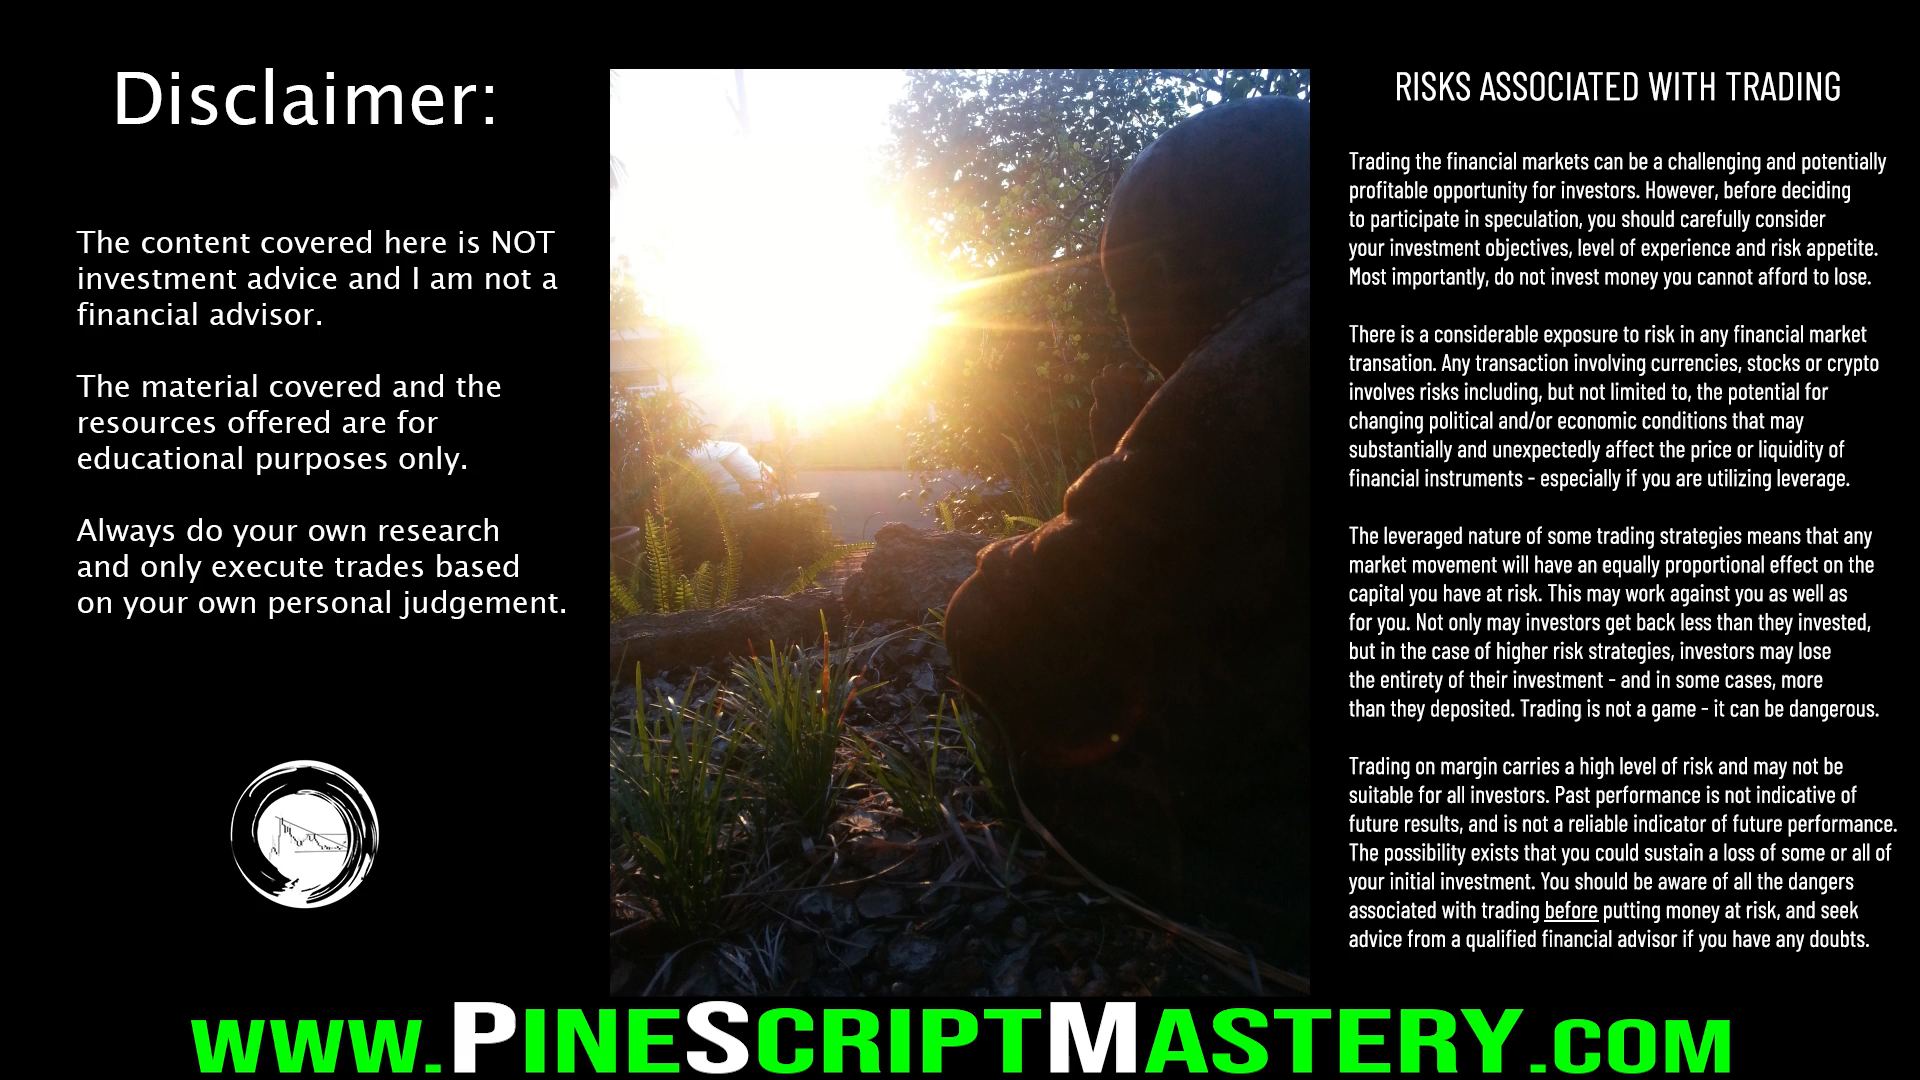 Disclaimer:
The content covered here is NOT
investment advice and I am not a
financial advisor.
The material covered and the
resources offered are for
educational purposes only.
Always do your own research
and only execute trades based
on your own personal judgement.
RISKS ASSOCIATED WITH TRADING
Trading the financial markets can be a challenging and potentially
profitable opportunity for investors. However, before deciding
to participate in speculation, you should carefully consider
your investment objectives, level of experience and risk appetite.
Most importantly, do not invest money you cannot afford to lose.
There is a considerable exposure to risk in any financial market
transation. Any transaction involving currencies, stocks or crypto
involves risks including, but not limited to, the potential for
changing political and/or economic conditions that may
substantially and unexpectedly affect the price or liquidity of
financial instruments - especially if you are utilizing leverage.
The leveraged nature of some trading strategies means that any
market movement will have an equally proportional effect on the
capital you have at risk. This may work against you as well as
for you. Not only may investors get back less than they invested,
but in the case of higher risk strategies, investors may lose
the entirety of their investment - and in some cases, more
than they deposited. Trading is not a game - it can be dangerous.
Trading on margin carries a high level of risk and may not be
suitable for all investors. Past performance is not indicative of
future results, and is not a reliable indicator of future performance.
The possibility exists that you could sustain a loss of some or all of
your initial investment. You should be aware of all the dangers
associated with trading before putting money at risk, and seek
advice from a qualified financial advisor if you have any doubts.
www.PineScriptMastery.com